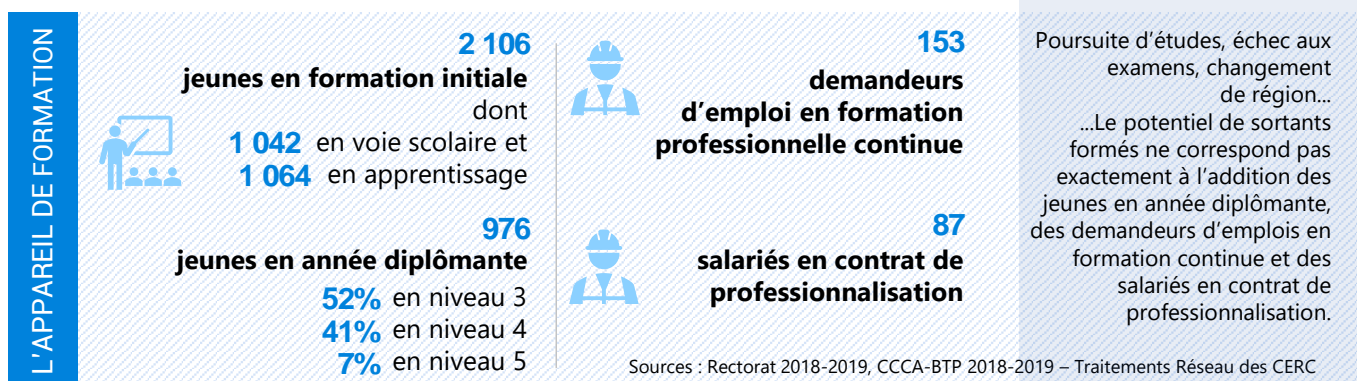 L'APPAREIL DE FORMATION
2 106
jeunes en formation initiale
dont
1 042 en voie scolaire et
1 064 en apprentissage
976
jeunes en année diplômante
52% en niveau 3
41% en niveau 4
7% en niveau 5
153
demandeurs
d’emploi en formation
professionnelle continue
87
salariés en contrat de
professionnalisation
Poursuite d’études, échec aux
examens, changement
de région...
...Le potentiel de sortants
formés ne correspond pas
exactement à l’addition des
jeunes en année diplômante,
des demandeurs d’emplois en
formation continue et des
salariés en contrat de
professionnalisation.
Sources : Rectorat 2018-2019, CCCA-BTP 2018-2019 – Traitements Réseau des CERC